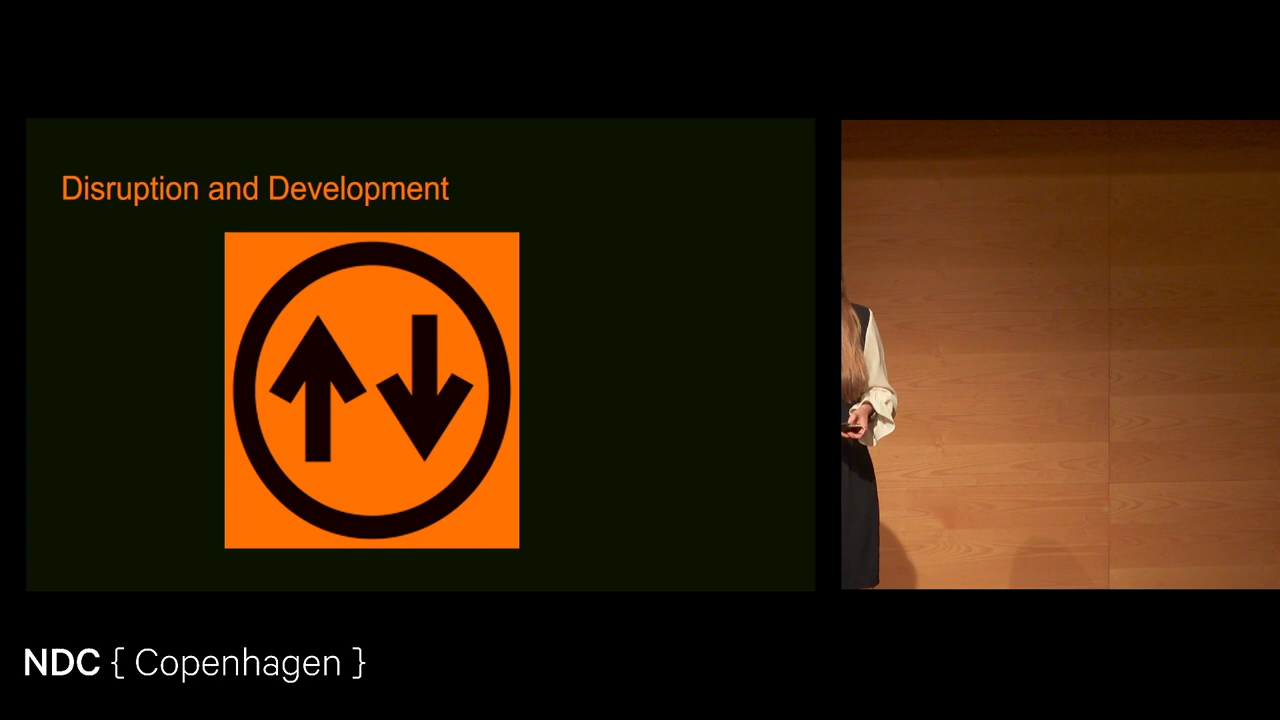 Disruption and Development
NDC { Copenhagen }